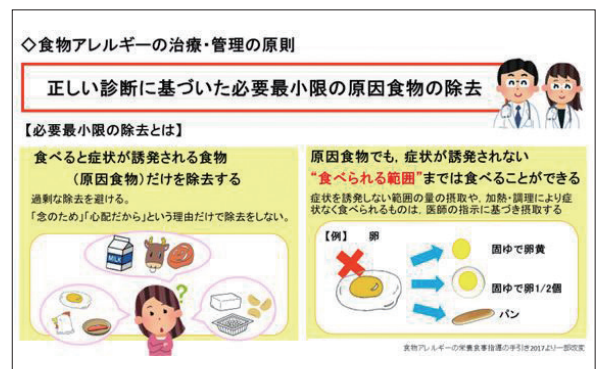 ◇食物アレルギーの治療・管理の原則
正しい診断に基づいた必要最小限の原因食物の除去
【必要最小限の除去とは】
食べると症状が誘発される食物
(原因食物)だけを除去する
過剰な除去を避ける。
「念のため」「心配だから」という理由だけで除去をしない。
MILK
?
原因食物でも,症状が誘発されない
“食べられる範囲”までは食べることができる
症状を誘発しない範囲の量の摂取や,加熱・調理により症
状なく食べられるものは,医師の指示に基づき摂取する
【例】 卵
固ゆで卵黄
固ゆで卵1/2個
パン
食物アレルギーの栄養食事指導の手引き2017より一部改変